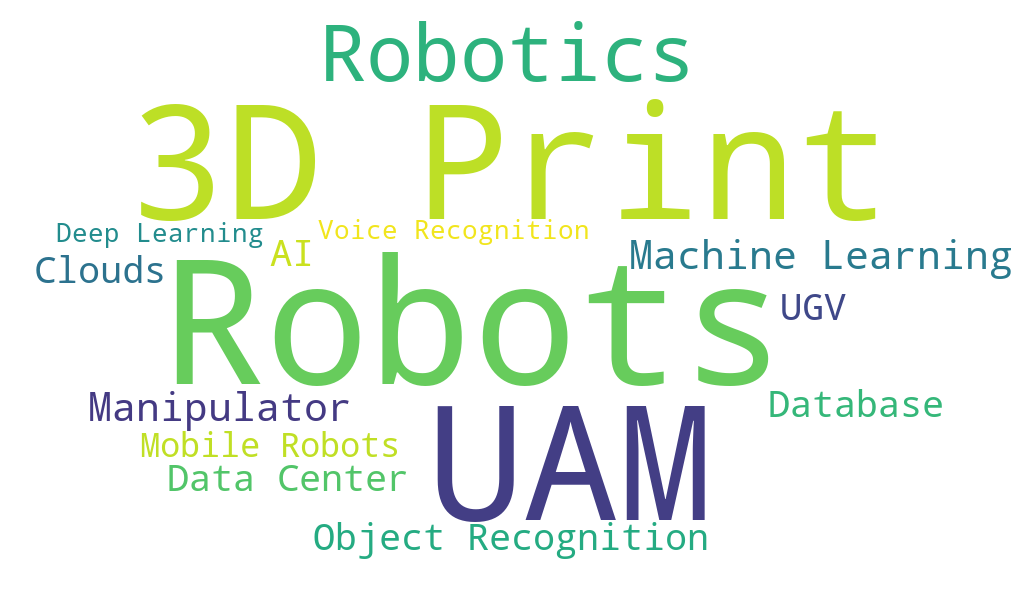 Robotics
3D Print
Deep Learning
Voice Recognition
AI
Machine Learning
Clouds
Robots
UGV
Manipulator
Database
UAM
Mobile Robots
Data Center
Object Recognition